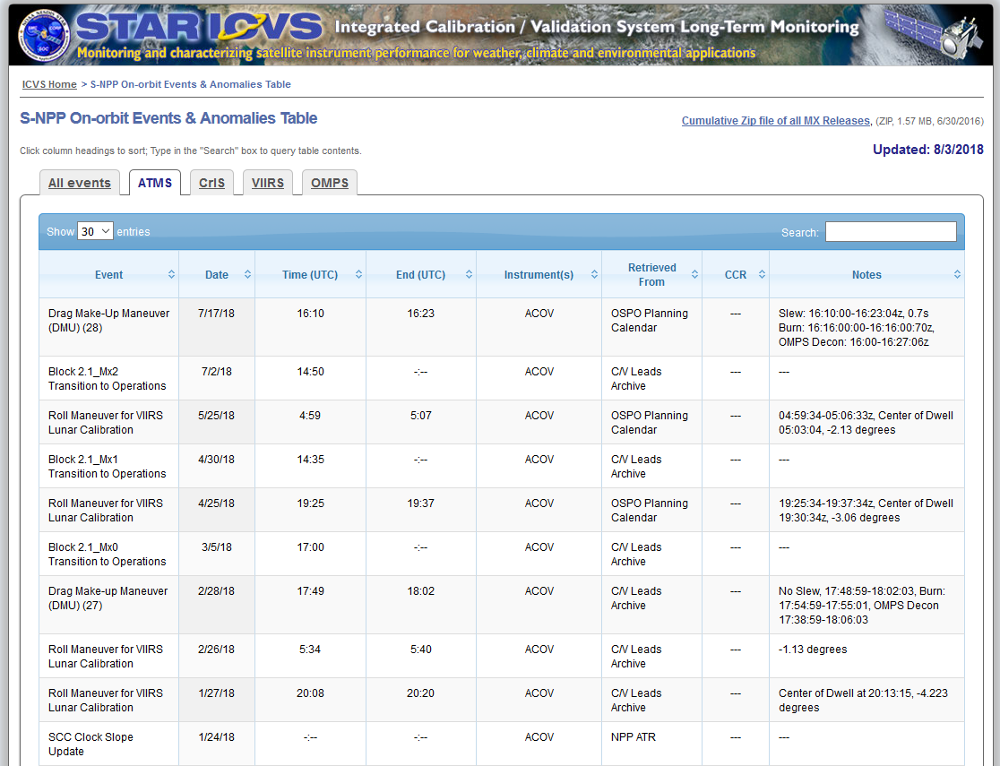 STAR ICVS Integrated Calibration / Validation System Long-Term Monitoring
Monitoring and characterizing satellite instrument performance for weather, climate and environmental applications
ICVS Home > S-NPP On-orbit Events & Anomalies Table
S-NPP On-orbit Events & Anomalies Table
Cumulative Zip file of all MX Releases, (ZIP, 1.57 MB, 6/30/2016)
Click column headings to sort; Type in the "Search" box to query table contents.
Updated: 8/3/2018
All events ATMS CrIS VIIRS OMPS
Show 30 entries Search:
Event Date Time (UTC) End (UTC) Instrument(s) Retrieved From CCR Notes
Drag Make-Up Maneuver 7/17/18 16:10 16:23 ACOV OSPO Planning --- Slew: 16:10:00-16:23:04z, 0.7s
(DMU) (28) Calendar Burn: 16:16:00:00-16:16:00:70z,
OMPS Decon: 16:00-16:27:06z
Block 2.1_Mx2 7/2/18 14:50 -:-- ACOV C/V Leads --- ---
Transition to Operations Archive
Roll Maneuver for VIIRS 5/25/18 4:59 5:07 ACOV OSPO Planning --- 04:59:34-05:06:33z, Center of Dwell
Lunar Calibration Calendar 05:03:04, -2.13 degrees
Block 2.1_Mx1 4/30/18 14:35 -:-- ACOV C/V Leads --- ---
Transition to Operations Archive
Roll Maneuver for VIIRS 4/25/18 19:25 19:37 ACOV OSPO Planning --- 19:25:34-19:37:34z, Center of Dwell
Lunar Calibration Calendar 19:30:34z, -3.06 degrees
Block 2.1_Mx0 3/5/18 17:00 -:-- ACOV C/V Leads --- ---
Transition to Operations Archive
Drag Make-up Maneuver 2/28/18 17:49 18:02 ACOV C/V Leads --- No Slew, 17:48:59-18:02:03, Burn:
(DMU) (27) Archive 17:54:59-17:55:01, OMPS Decon
17:38:59-18:06:03
Roll Maneuver for VIIRS 2/26/18 5:34 5:40 ACOV C/V Leads --- -1.13 degrees
Lunar Calibration Archive
Roll Maneuver for VIIRS 1/27/18 20:08 20:20 ACOV C/V Leads --- Center of Dwell at 20:13:15, -4.223
Lunar Calibration Archive degrees
SCC Clock Slope 1/24/18 -:-- -:-- ACOV NPP ATR --- ---
Update